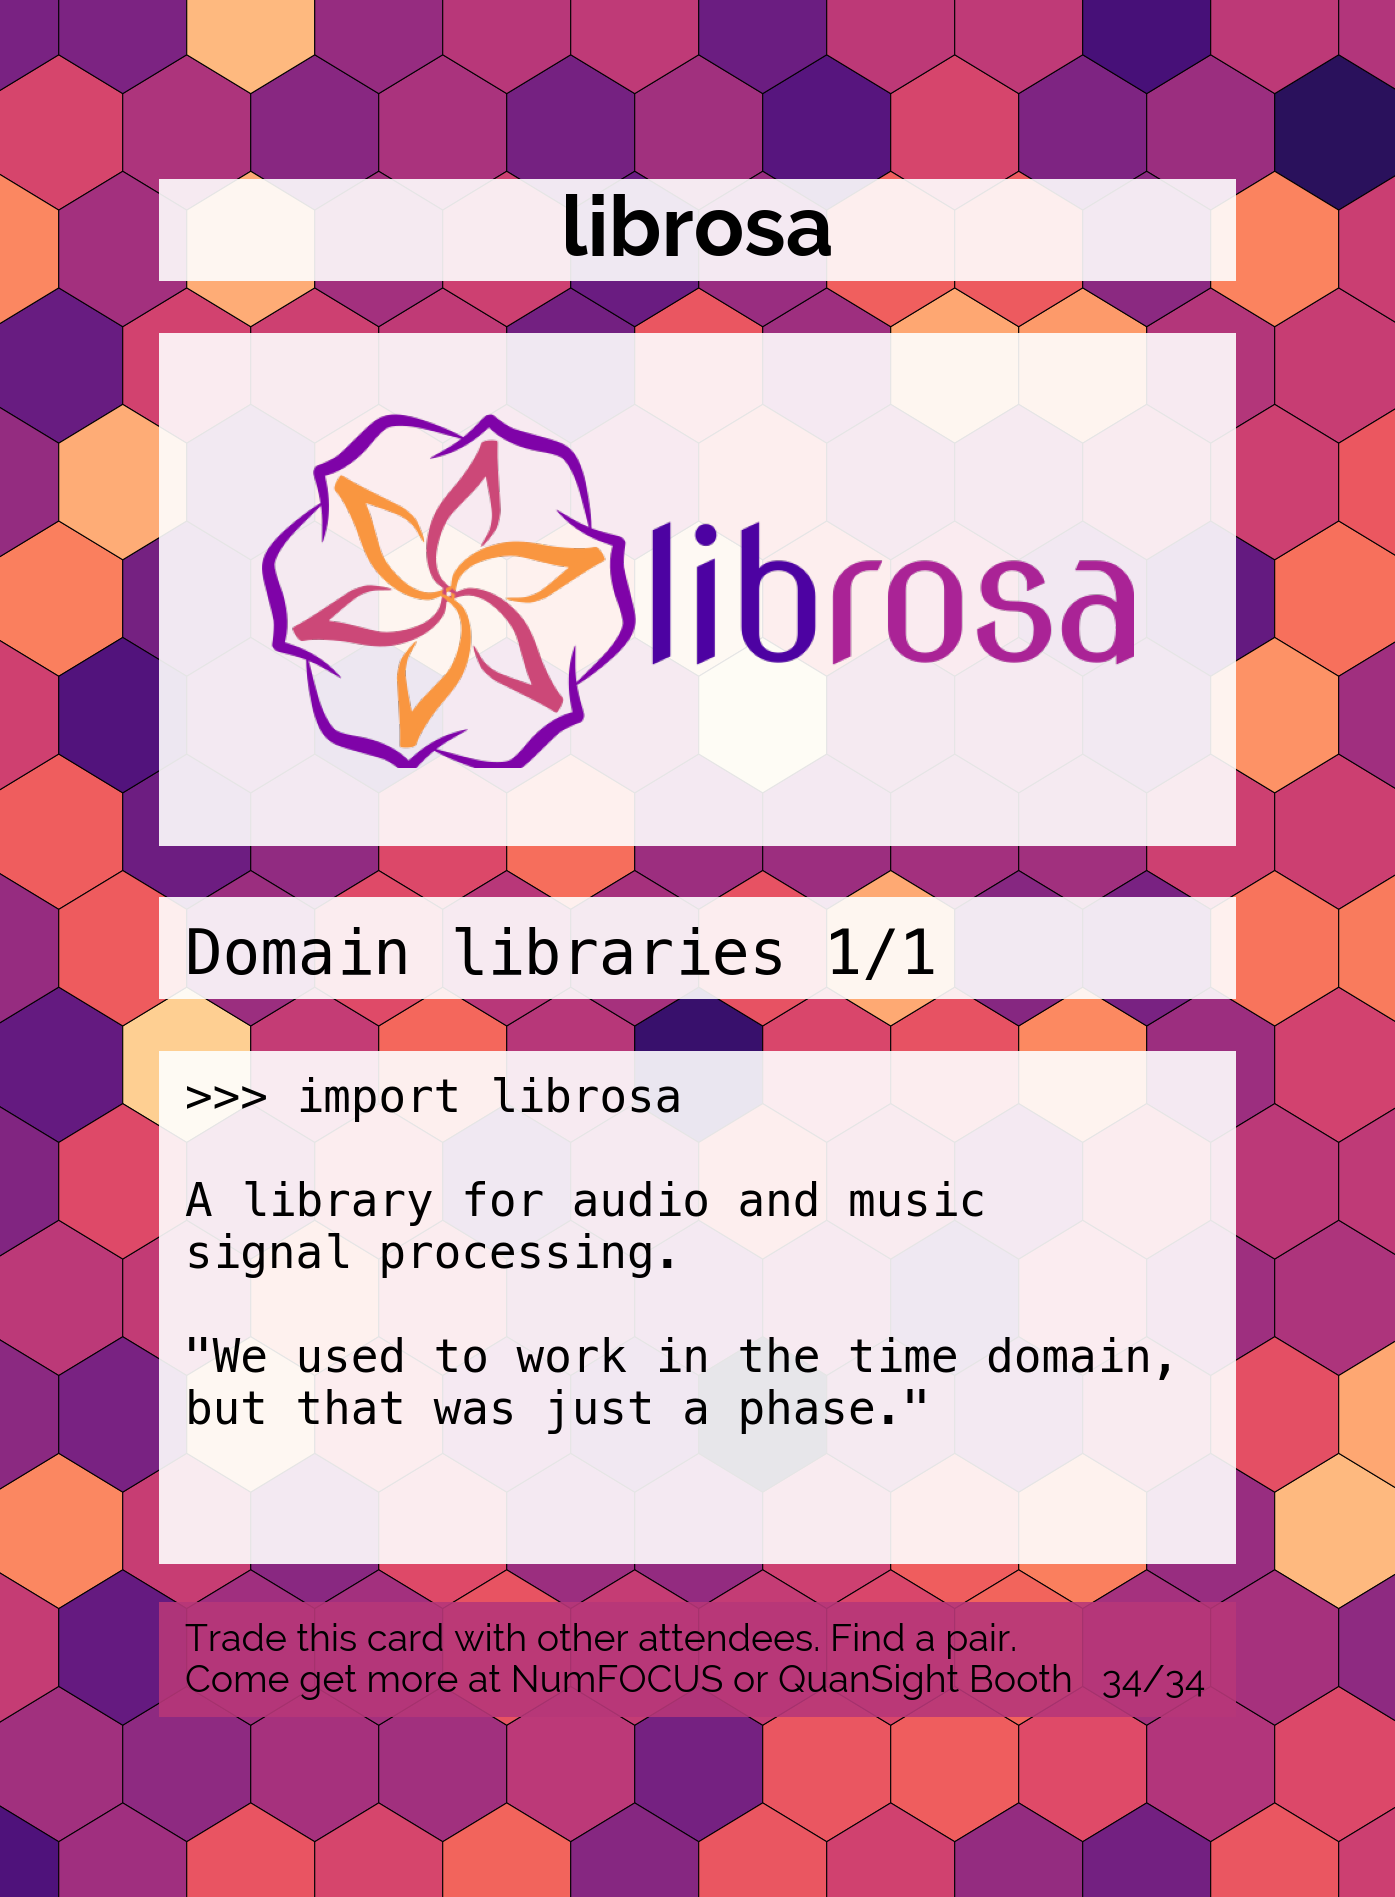 librosa
librosa
Domain libraries 1/1
>>> import librosa
A library for audio and music
signal processing.
"We used to work in the time domain,
but that was just a phase."
Trade this card with other attendees. Find a pair.
Come get more at NumFOCUS or QuanSight Booth 34/34